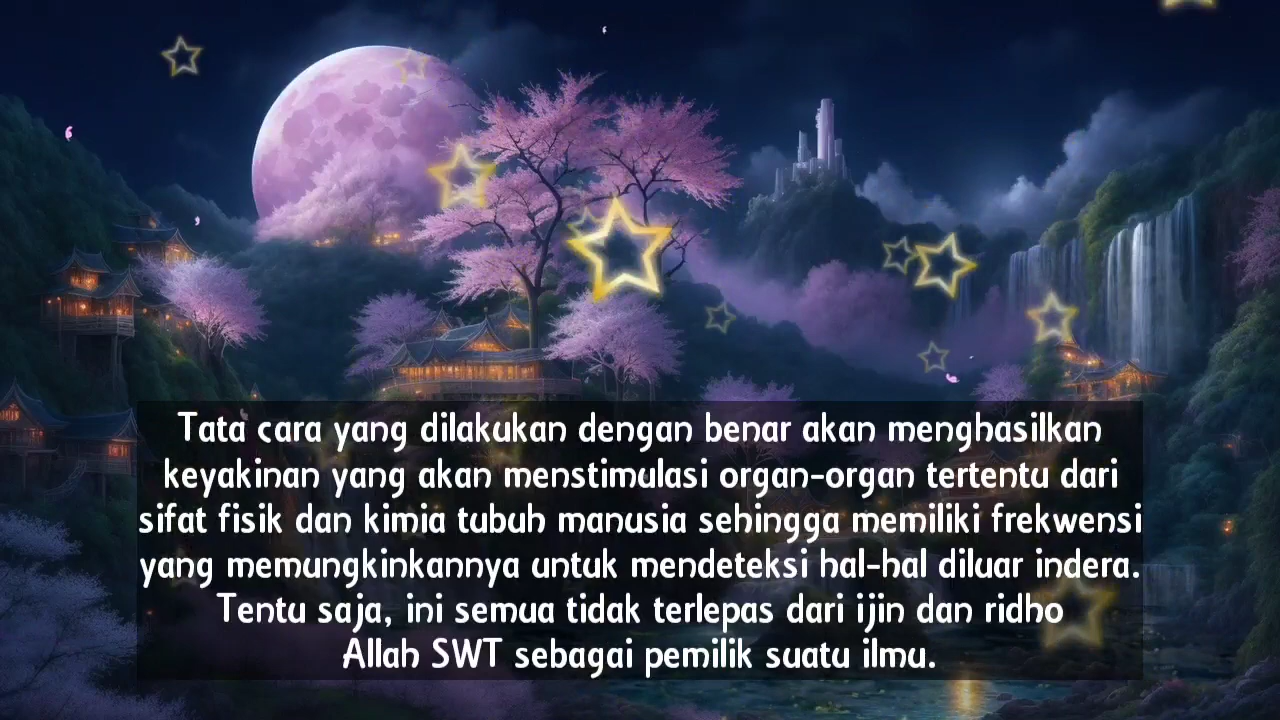 Tata cara yang dilakukan dengan benar akan menghasilkan
keyakinan yang akan menstimulasi organ-organ tertentu dari
sifat fisik dan kimia tubuh manusia sehingga memiliki frekwensi
yang memungkinkannya untuk mendeteksi hal-hal diluar indera.
Tentu saja, ini semua tidak terlepas dari ijin dan ridho
Allah SWT sebagai pemilik suatu ilmu.